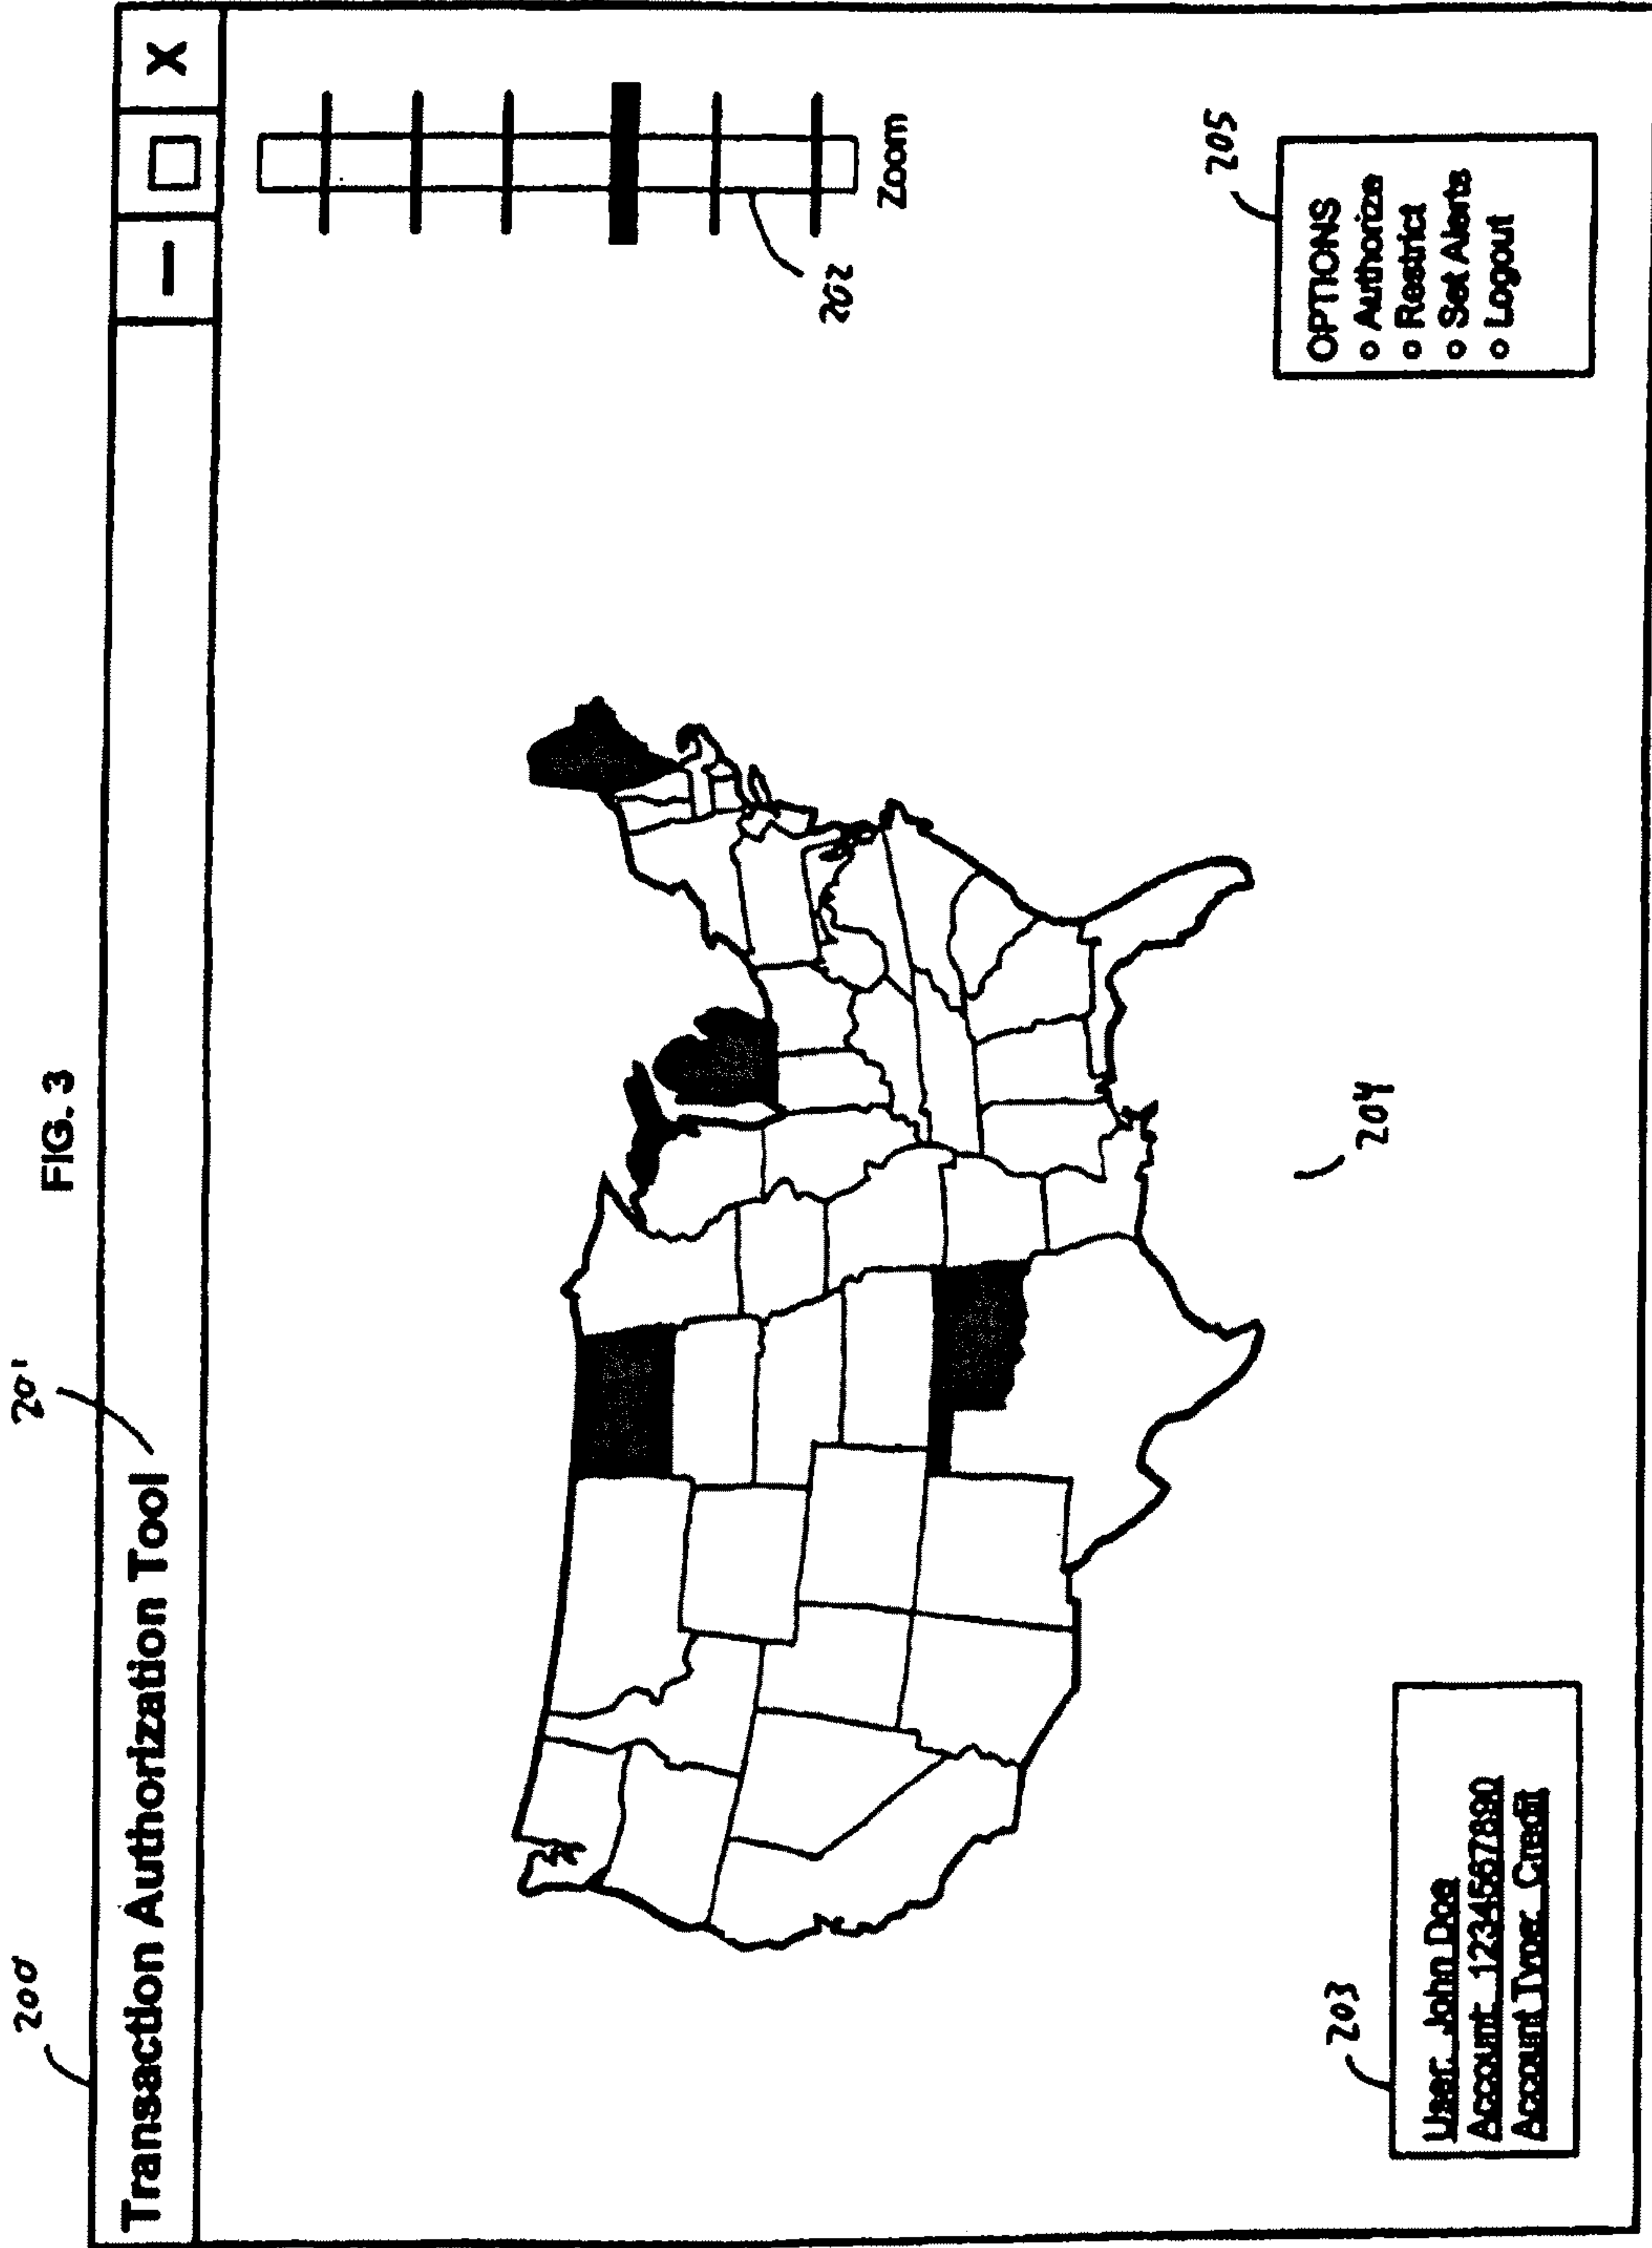 FIG. 3
200
201
Transaction Authorization Tool
X
202
Zoom
203
User: John Doe
Account: 1234567890
Account Type: Credit
204
205
OPTIONS
Authorize
Restrict
Set Alerts
Logout